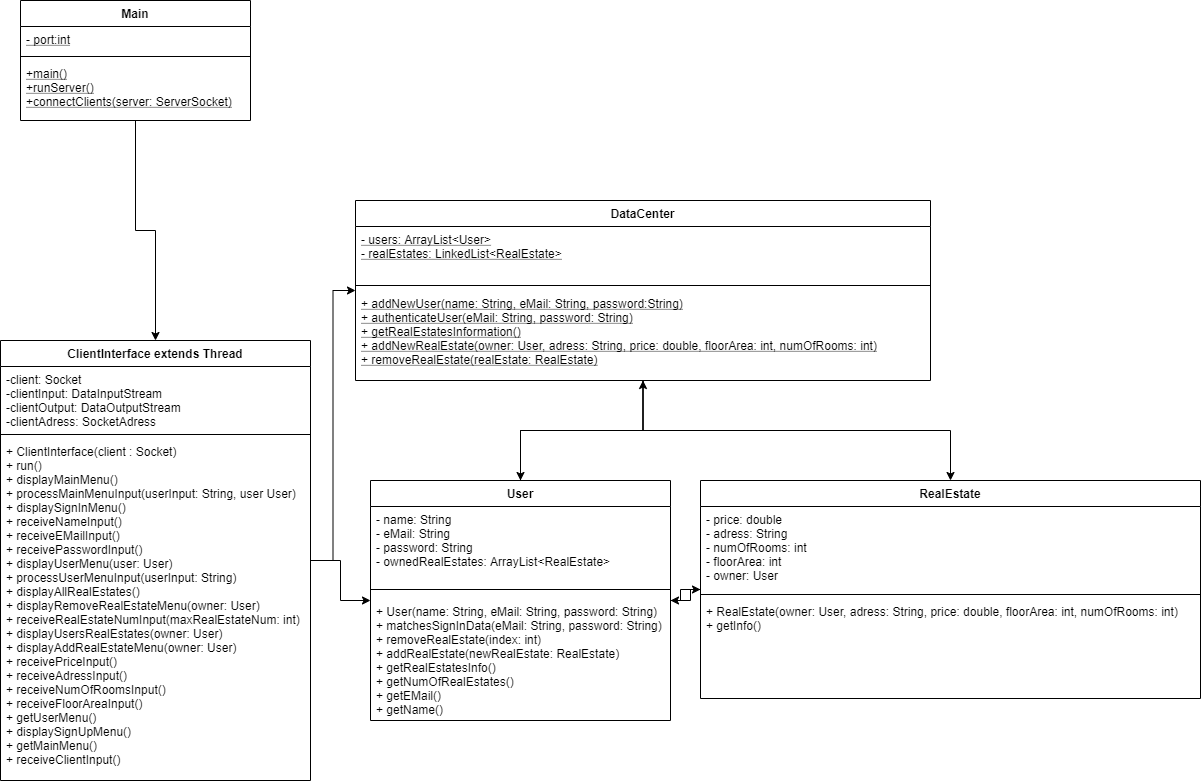 Main
- port:int
+main()
+runServer()
+connectClients(server: ServerSocket)
DataCenter
- users: ArrayList<User>
- realEstates: LinkedList<RealEstate>
+ addNewUser(name: String, eMail: String, password:String)
+ authenticateUser(eMail: String, password: String)
+ getRealEstatesInformation()
+ addNewRealEstate(owner: User, adress: String, price: double, floorArea: int, numOfRooms: int)
+ removeRealEstate(realEstate: RealEstate)
ClientInterface extends Thread
-client: Socket
-clientInput: DataInputStream
-clientOutput: DataOutputStream
-clientAdress: SocketAdress
+ ClientInterface(client : Socket)
+ run()
+ displayMainMenu()
+ processMainMenuInput(userInput: String, user User)
+ displaySignInMenu()
+ receiveNameInput()
+ receiveEMailInput()
+ receivePasswordInput()
+ displayUserMenu(user: User)
+ processUserMenuInput(userInput: String)
+ displayAllRealEstates()
+ displayRemoveRealEstateMenu(owner: User)
+ receiveRealEstateNumInput(maxRealEstateNum: int)
+ displayUsersRealEstates(owner: User)
+ displayAddRealEstateMenu(owner: User)
+ receivePriceInput()
+ receiveAdressInput()
+ receiveNumOfRoomsInput()
+ receiveFloorAreaInput()
+ getUserMenu()
+ displaySignUpMenu()
+ getMainMenu()
+ receiveClientInput()
User
- name: String
- eMail: String
- password: String
- ownedRealEstates: ArrayList<RealEstate>
+ User(name: String, eMail: String, password: String)
+ matchesSignInData(eMail: String, password: String)
+ removeRealEstate(index: int)
+ addRealEstate(newRealEstate: RealEstate)
+ getRealEstatesInfo()
+ getNumOfRealEstates()
+ getEMail()
+ getName()
RealEstate
- price: double
- adress: String
- numOfRooms: int
- floorArea: int
- owner: User
+ RealEstate(owner: User, adress: String, price: double, floorArea: int, numOfRooms: int)
+ getInfo()